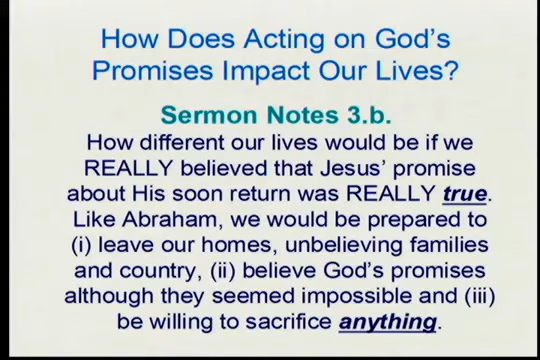 How Does Acting on God's
Promises Impact Our Lives?
Sermon Notes 3.b.
How different our lives would be if we
REALLY believed that Jesus' promise
about His soon return was REALLY true.
Like Abraham, we would be prepared to
(i) leave our homes, unbelieving families
and country, (ii) believe God's promises
although they seemed impossible and (iii)
be willing to sacrifice anything.